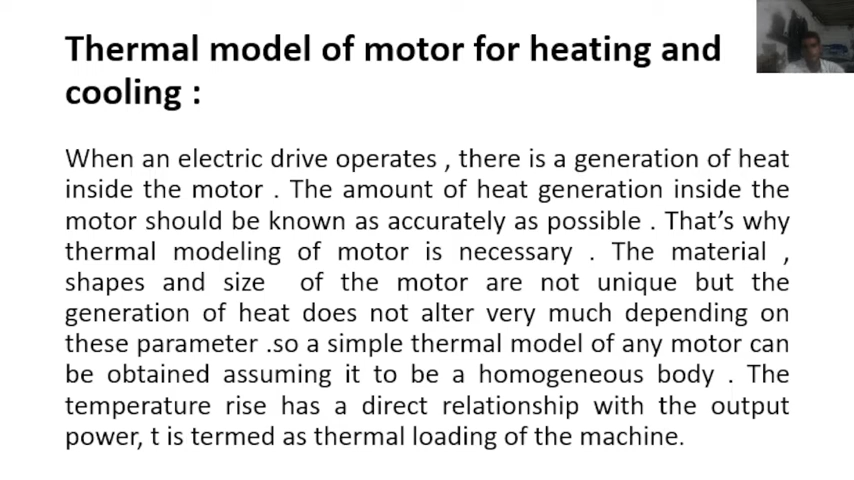 Thermal model of motor for heating and
cooling :
When an electric drive operates , there is a generation of heat
inside the motor . The amount of heat generation inside the
motor should be known as accurately as possible . That’s why
thermal modeling of motor is necessary . The material ,
shapes and size of the motor are not unique but the
generation of heat does not alter very much depending on
these parameter .so a simple thermal model of any motor can
be obtained assuming it to be a homogeneous body . The
temperature rise has a direct relationship with the output
power, t is termed as thermal loading of the machine.